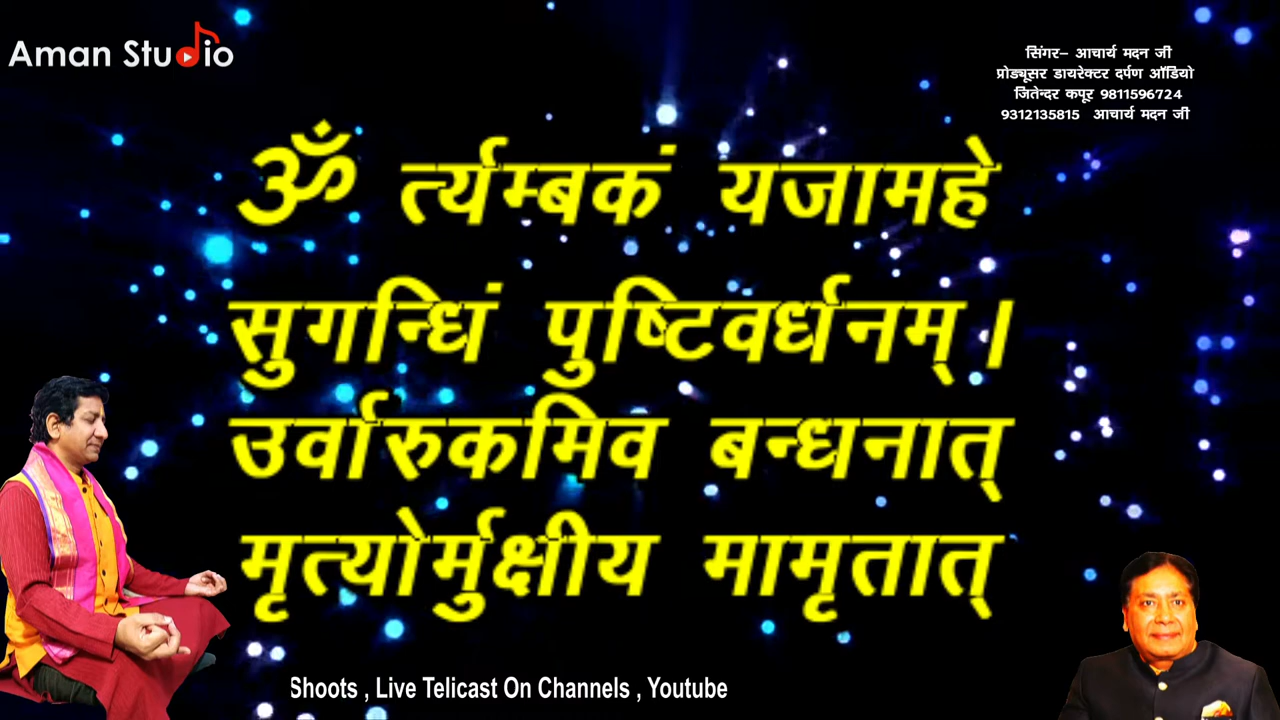 Aman Studio
सिंगर- आचार्य मदन जी
प्रोड्यूसर डायरेक्टर दर्पण ऑडियो
जितेन्दर कपूर 9811596724
9312135815 आचार्य मदन जी
ॐ र्त्यम्बकं यजामहे
सुगन्धिं पुष्टिवर्धनम् ।
उर्वारुकमिव बन्धनात्
मृत्योर्मुक्षीय मामृतात्
Shoots , Live Telicast On Channels , Youtube